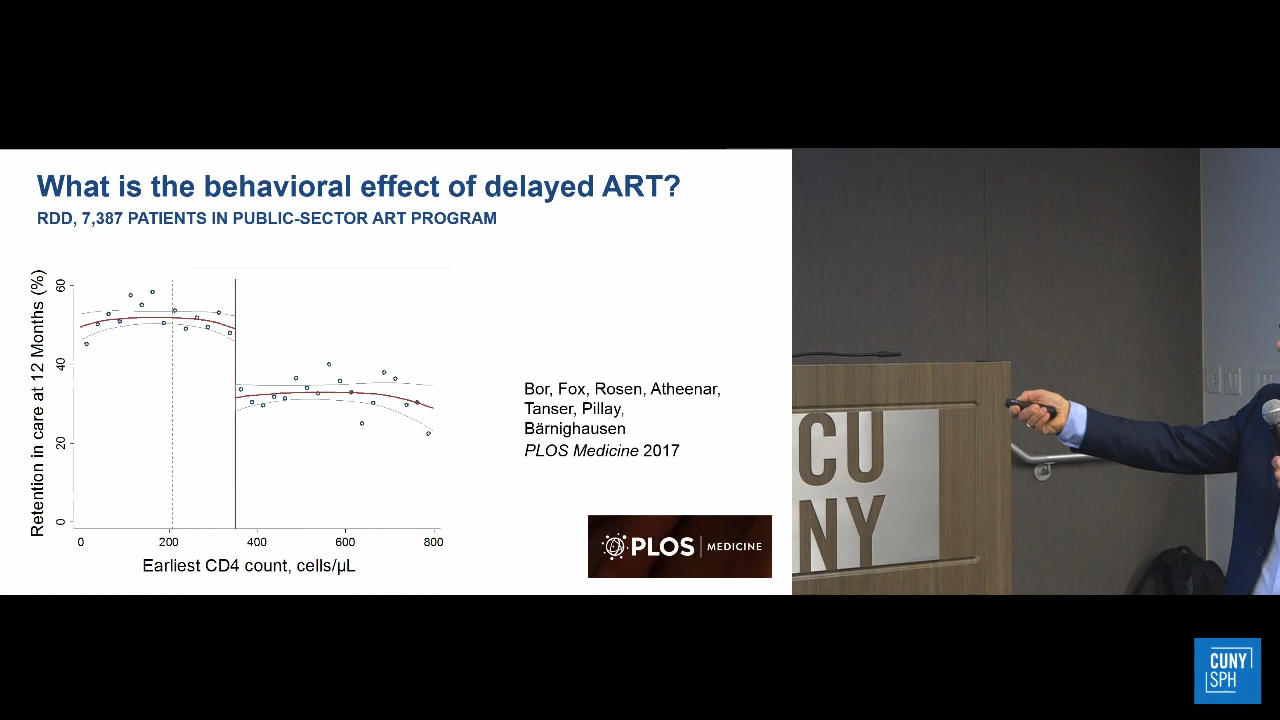 What is the behavioral effect of delayed ART?
RDD, 7,387 PATIENTS IN PUBLIC-SECTOR ART PROGRAM
Retention in care at 12 Months (%)
60
40
20
0
0 200 400 600 800
Earliest CD4 count, cells/µL
Bor, Fox, Rosen, Atheenar,
Tanser, Pillay,
Bärnighausen
PLOS Medicine 2017
PLOS | MEDICINE
CU
NY
CUNY
SPH